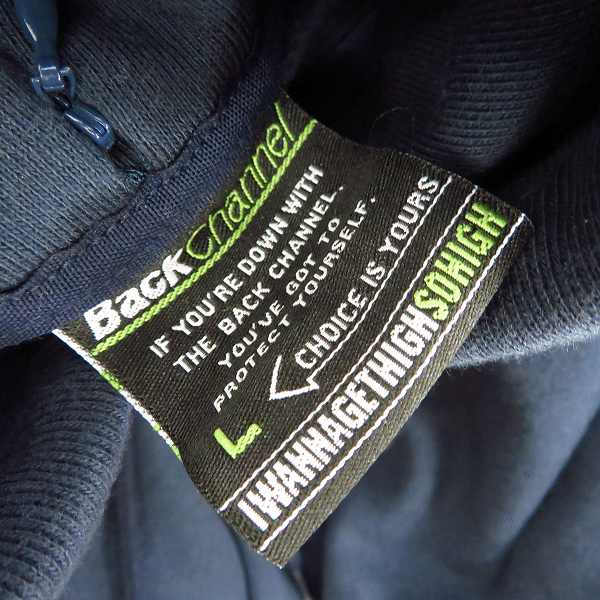 Back Channel
IF YOU'RE DOWN WITH
THE BACK CHANNEL.
YOU'VE GOT TO
PROTECT YOURSELF.
CHOICE IS YOURS
L
IWANNAGETHIGHSOHIGH